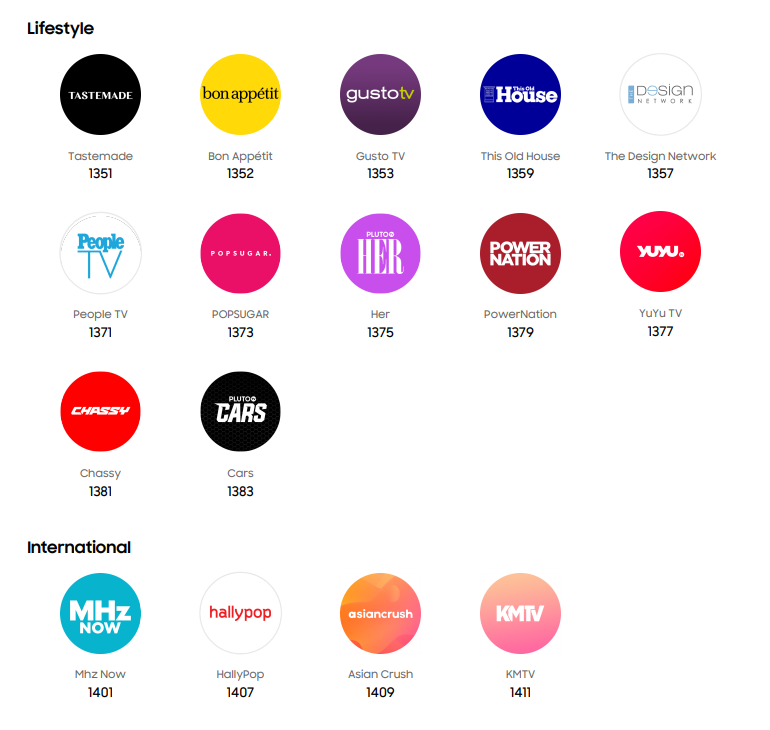 Lifestyle
TASTEMADE
bon appétit
gustotv
This Old
House
THE DESIGN
NETWORK
Tastemade
Bon Appétit
Gusto TV
This Old House
The Design Network
1351
1352
1353
1359
1357
People
TV
POPSUGAR.
PLUTO TV
HER
POWER
NATION
YUYU
People TV
POPSUGAR
Her
PowerNation
YuYu TV
1371
1373
1375
1379
1377
CHASSY
PLUTO TV
CARS
Chassy
Cars
1381
1383
International
MHz
NOW
hallypop
asiancrush
KMTV
Mhz Now
HallyPop
Asian Crush
KMTV
1401
1407
1409
1411